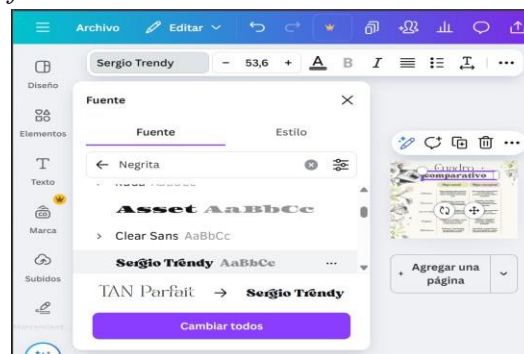 Archivo Editar
Sergio Trendy - 53,6 + A B I
Diseño
Elementos
Texto
Marca
Subidos
Fuente
Fuente Estilo
Negrita
Asset AaBbCc
Clear Sans AaBbCc
Sergio Trendy AaBbCc
TAN Parfait → Sergio Trendy
Cambiar todos
Cuadro
comparativo
+ Agregar una
página